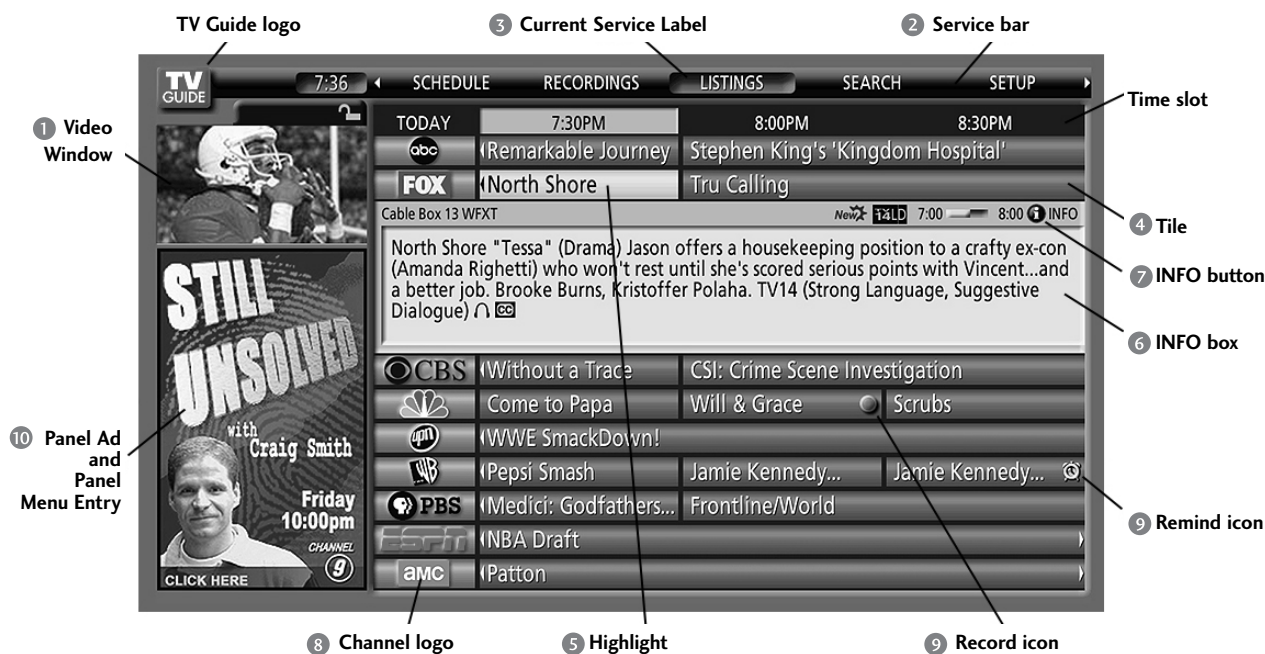 TV Guide logo
3 Current Service Label
2 Service bar
TV
GUIDE
7:36
SCHEDULE RECORDINGS LISTINGS SEARCH SETUP
Time slot
1 Video
Window
TODAY 7:30PM 8:00PM 8:30PM
abc Remarkable Journey Stephen King's 'Kingdom Hospital'
FOX North Shore Tru Calling
4 Tile
Cable Box 13 WFXT New 14LD 7:00 8:00 i INFO
7 INFO button
North Shore "Tessa" (Drama) Jason offers a housekeeping position to a crafty ex-con
(Amanda Righetti) who won't rest until she's scored serious points with Vincent...and
a better job. Brooke Burns, Kristoffer Polaha. TV14 (Strong Language, Suggestive
Dialogue) CC
6 INFO box
CBS Without a Trace CSI: Crime Scene Investigation
Come to Papa Will & Grace Scrubs
upn WWE SmackDown!
WB Pepsi Smash Jamie Kennedy... Jamie Kennedy...
PBS Medici: Godfathers... Frontline/World
9 Remind icon
ESPN NBA Draft
amc Patton
STILL
UNSOLVED
with
Craig Smith
Friday
10:00pm
CHANNEL
9
CLICK HERE
10 Panel Ad
and
Panel
Menu Entry
8 Channel logo
5 Highlight
9 Record icon